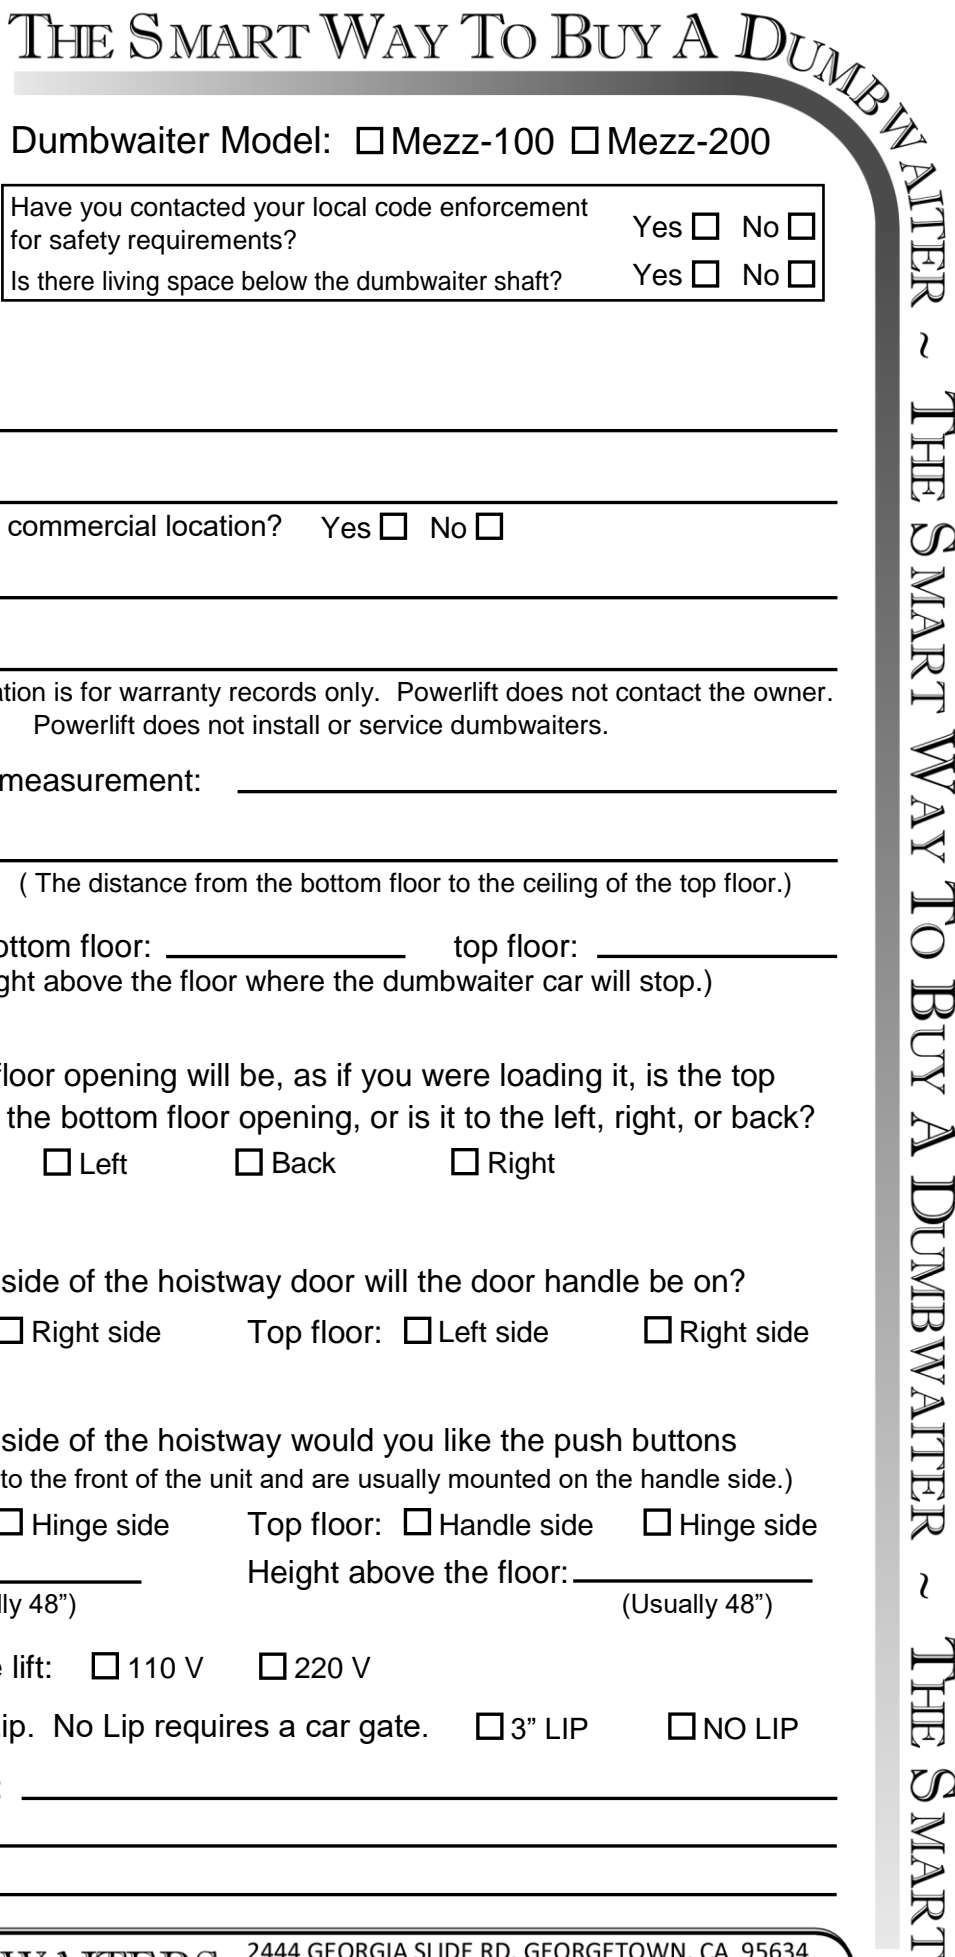 THE SMART WAY TO BUY A DUMBWAITER ~ THE SMART WAY TO BUY A DUMBWAITER ~ THE SMART
Dumbwaiter Model: Mezz-100 Mezz-200
Have you contacted your local code enforcement
for safety requirements? Yes No
Is there living space below the dumbwaiter shaft? Yes No
commercial location? Yes No
ation is for warranty records only. Powerlift does not contact the owner.
Powerlift does not install or service dumbwaiters.
measurement:
( The distance from the bottom floor to the ceiling of the top floor.)
ottom floor: top floor:
ght above the floor where the dumbwaiter car will stop.)
floor opening will be, as if you were loading it, is the top
the bottom floor opening, or is it to the left, right, or back?
Left Back Right
side of the hoistway door will the door handle be on?
Right side Top floor: Left side Right side
side of the hoistway would you like the push buttons
to the front of the unit and are usually mounted on the handle side.)
Hinge side Top floor: Handle side Hinge side
Height above the floor:
lly 48”) (Usually 48”)
e lift: 110 V 220 V
ip. No Lip requires a car gate. 3” LIP NO LIP
2444 GEORGIA SLIDE RD, GEORGETOWN, CA 95634